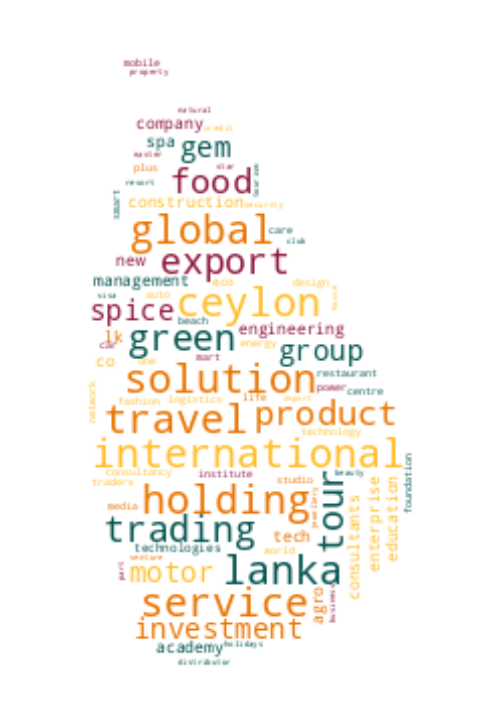 mobile
property
natural
company credit
spa gem
master
plus star
food
resort tourism
smart construction security
global care
club
new export
management woo design
visa auto house
spice ceylon
beach
lk green engineering
car energy
co one mart group
solution restaurant
power centre
network fashion logistics life
travel product
technology
international
consultancy institute beauty
traders studio foundation
holding jewellery tour
media enterprise education
trading tech consultants
technologies world
venture
motor lanka
service agro business
investment
academy holidays
distributor